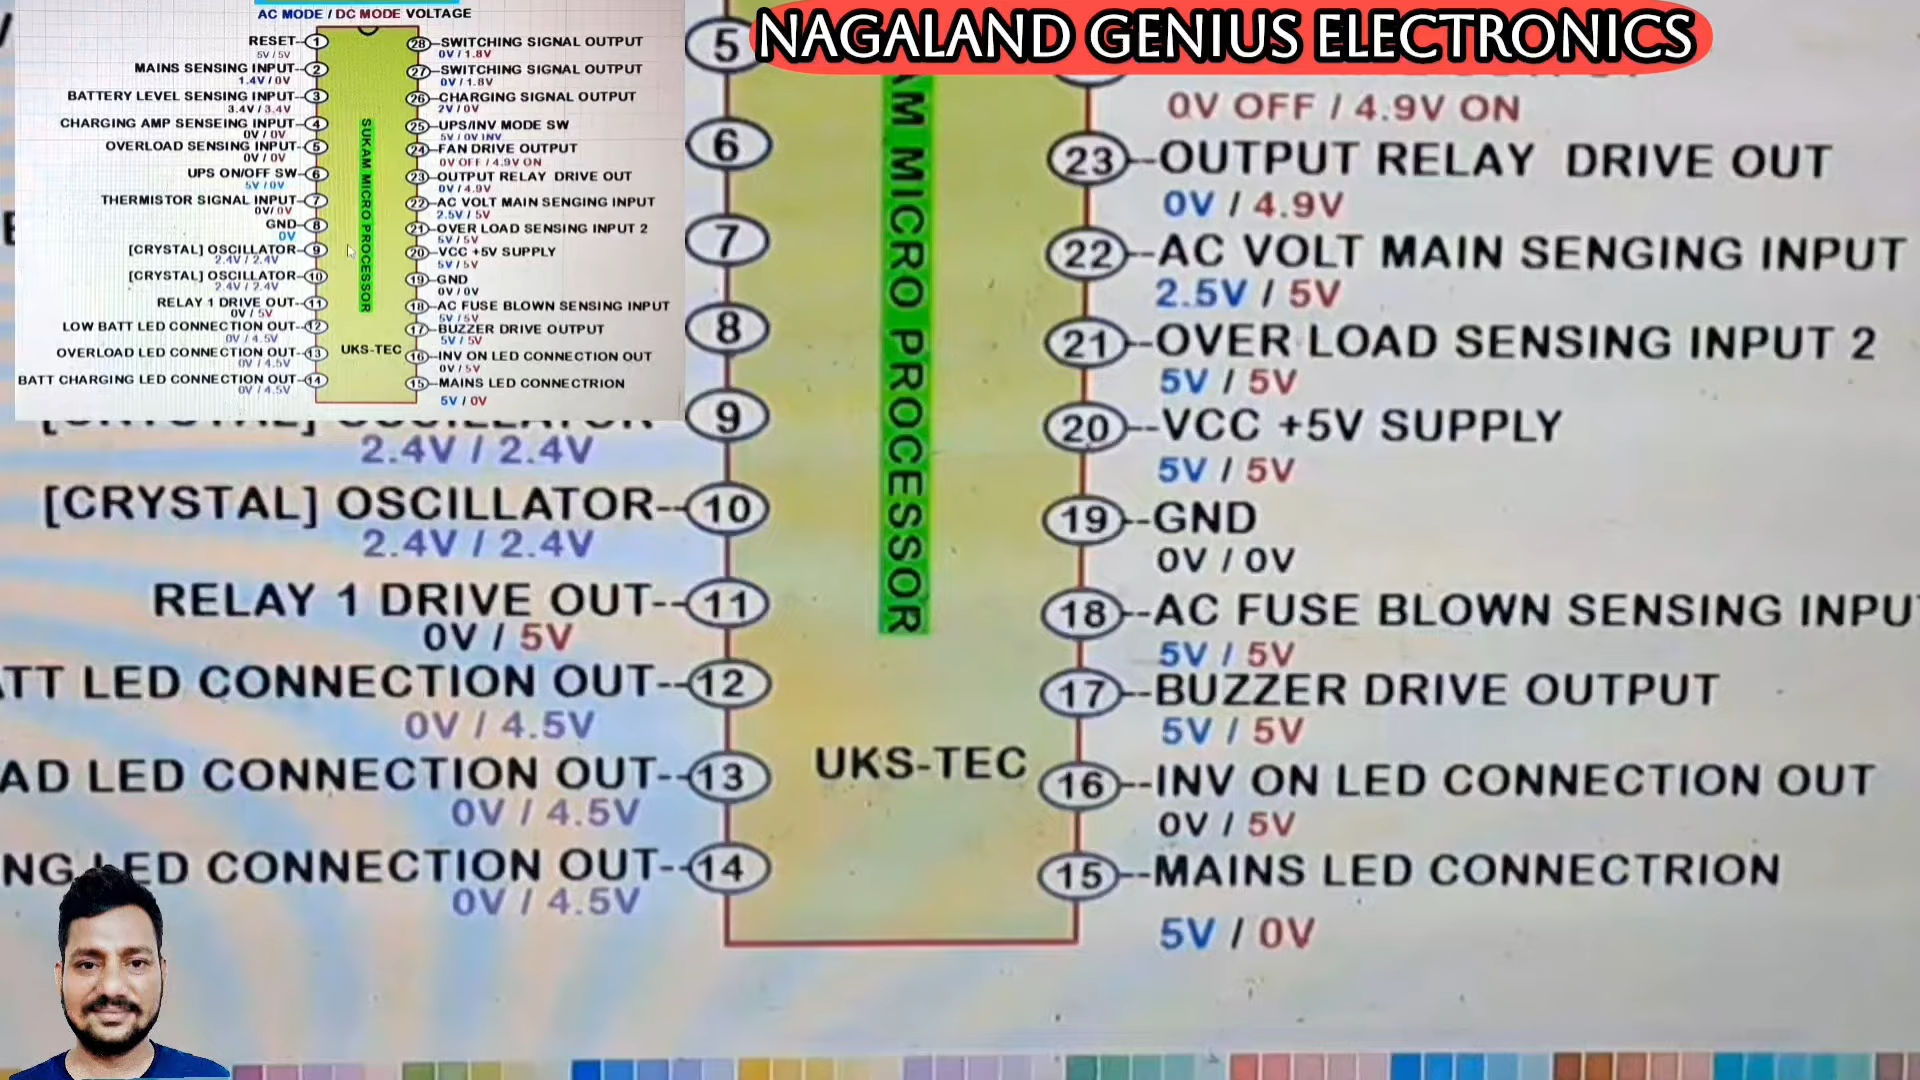 AC MODE / DC MODE VOLTAGE
RESET--1
5V / 5V
MAINS SENSING INPUT--2
1.4V / 0V
BATTERY LEVEL SENSING INPUT--3
3.4V / 3.4V
CHARGING AMP SENSEING INPUT--4
0V / 0V
OVERLOAD SENSING INPUT--5
0V / 0V
UPS ON/OFF SW--6
5V / 0V
THERMISTOR SIGNAL INPUT--7
0V / 0V
GND--8
0V
[CRYSTAL] OSCILLATOR--9
2.4V / 2.4V
[CRYSTAL] OSCILLATOR--10
2.4V / 2.4V
RELAY 1 DRIVE OUT--11
0V / 5V
LOW BATT LED CONNECTION OUT--12
0V / 4.5V
OVERLOAD LED CONNECTION OUT--13
0V / 4.5V
BATT CHARGING LED CONNECTION OUT--14
0V / 4.5V
SUKAM MICRO PROCESSOR
UKS-TEC
28--SWITCHING SIGNAL OUTPUT
0V / 1.8V
27--SWITCHING SIGNAL OUTPUT
0V / 1.8V
26--CHARGING SIGNAL OUTPUT
2V / 0V
25--UPS/INV MODE SW
5V / 0V INV
24--FAN DRIVE OUTPUT
0V OFF / 4.9V ON
23--OUTPUT RELAY DRIVE OUT
0V / 4.9V
22--AC VOLT MAIN SENGING INPUT
2.5V / 5V
21--OVER LOAD SENSING INPUT 2
5V / 5V
20--VCC +5V SUPPLY
5V / 5V
19--GND
0V / 0V
18--AC FUSE BLOWN SENSING INPUT
5V / 5V
17--BUZZER DRIVE OUTPUT
5V / 5V
16--INV ON LED CONNECTION OUT
0V / 5V
15--MAINS LED CONNECTRION
5V / 0V
NAGALAND GENIUS ELECTRONICS
5
6
7
8
9
2.4V / 2.4V
[CRYSTAL] OSCILLATOR--10
2.4V / 2.4V
RELAY 1 DRIVE OUT--11
0V / 5V
ATT LED CONNECTION OUT--12
0V / 4.5V
AD LED CONNECTION OUT--13
0V / 4.5V
NG LED CONNECTION OUT--14
0V / 4.5V
AM MICRO PROCESSOR
UKS-TEC
0V OFF / 4.9V ON
23--OUTPUT RELAY DRIVE OUT
0V / 4.9V
22--AC VOLT MAIN SENGING INPUT
2.5V / 5V
21--OVER LOAD SENSING INPUT 2
5V / 5V
20--VCC +5V SUPPLY
5V / 5V
19--GND
0V / 0V
18--AC FUSE BLOWN SENSING INPU
5V / 5V
17--BUZZER DRIVE OUTPUT
5V / 5V
16--INV ON LED CONNECTION OUT
0V / 5V
15--MAINS LED CONNECTRION
5V / 0V